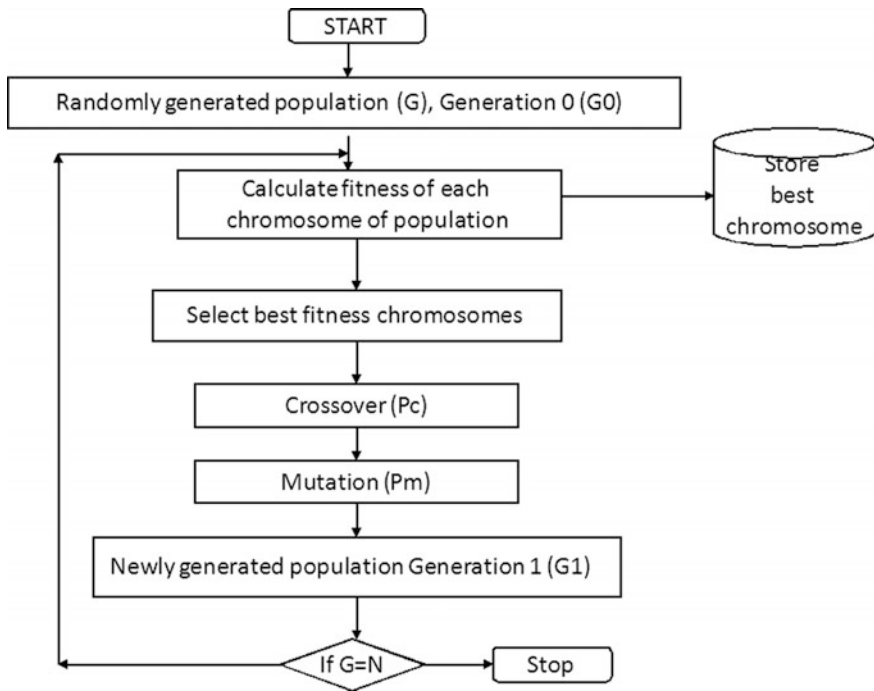 START
Randomly generated population (G), Generation 0 (G0)
Calculate fitness of each
chromosome of population
Store
best
chromosome
Select best fitness chromosomes
Crossover (Pc)
Mutation (Pm)
Newly generated population Generation 1 (G1)
If G=N
Stop